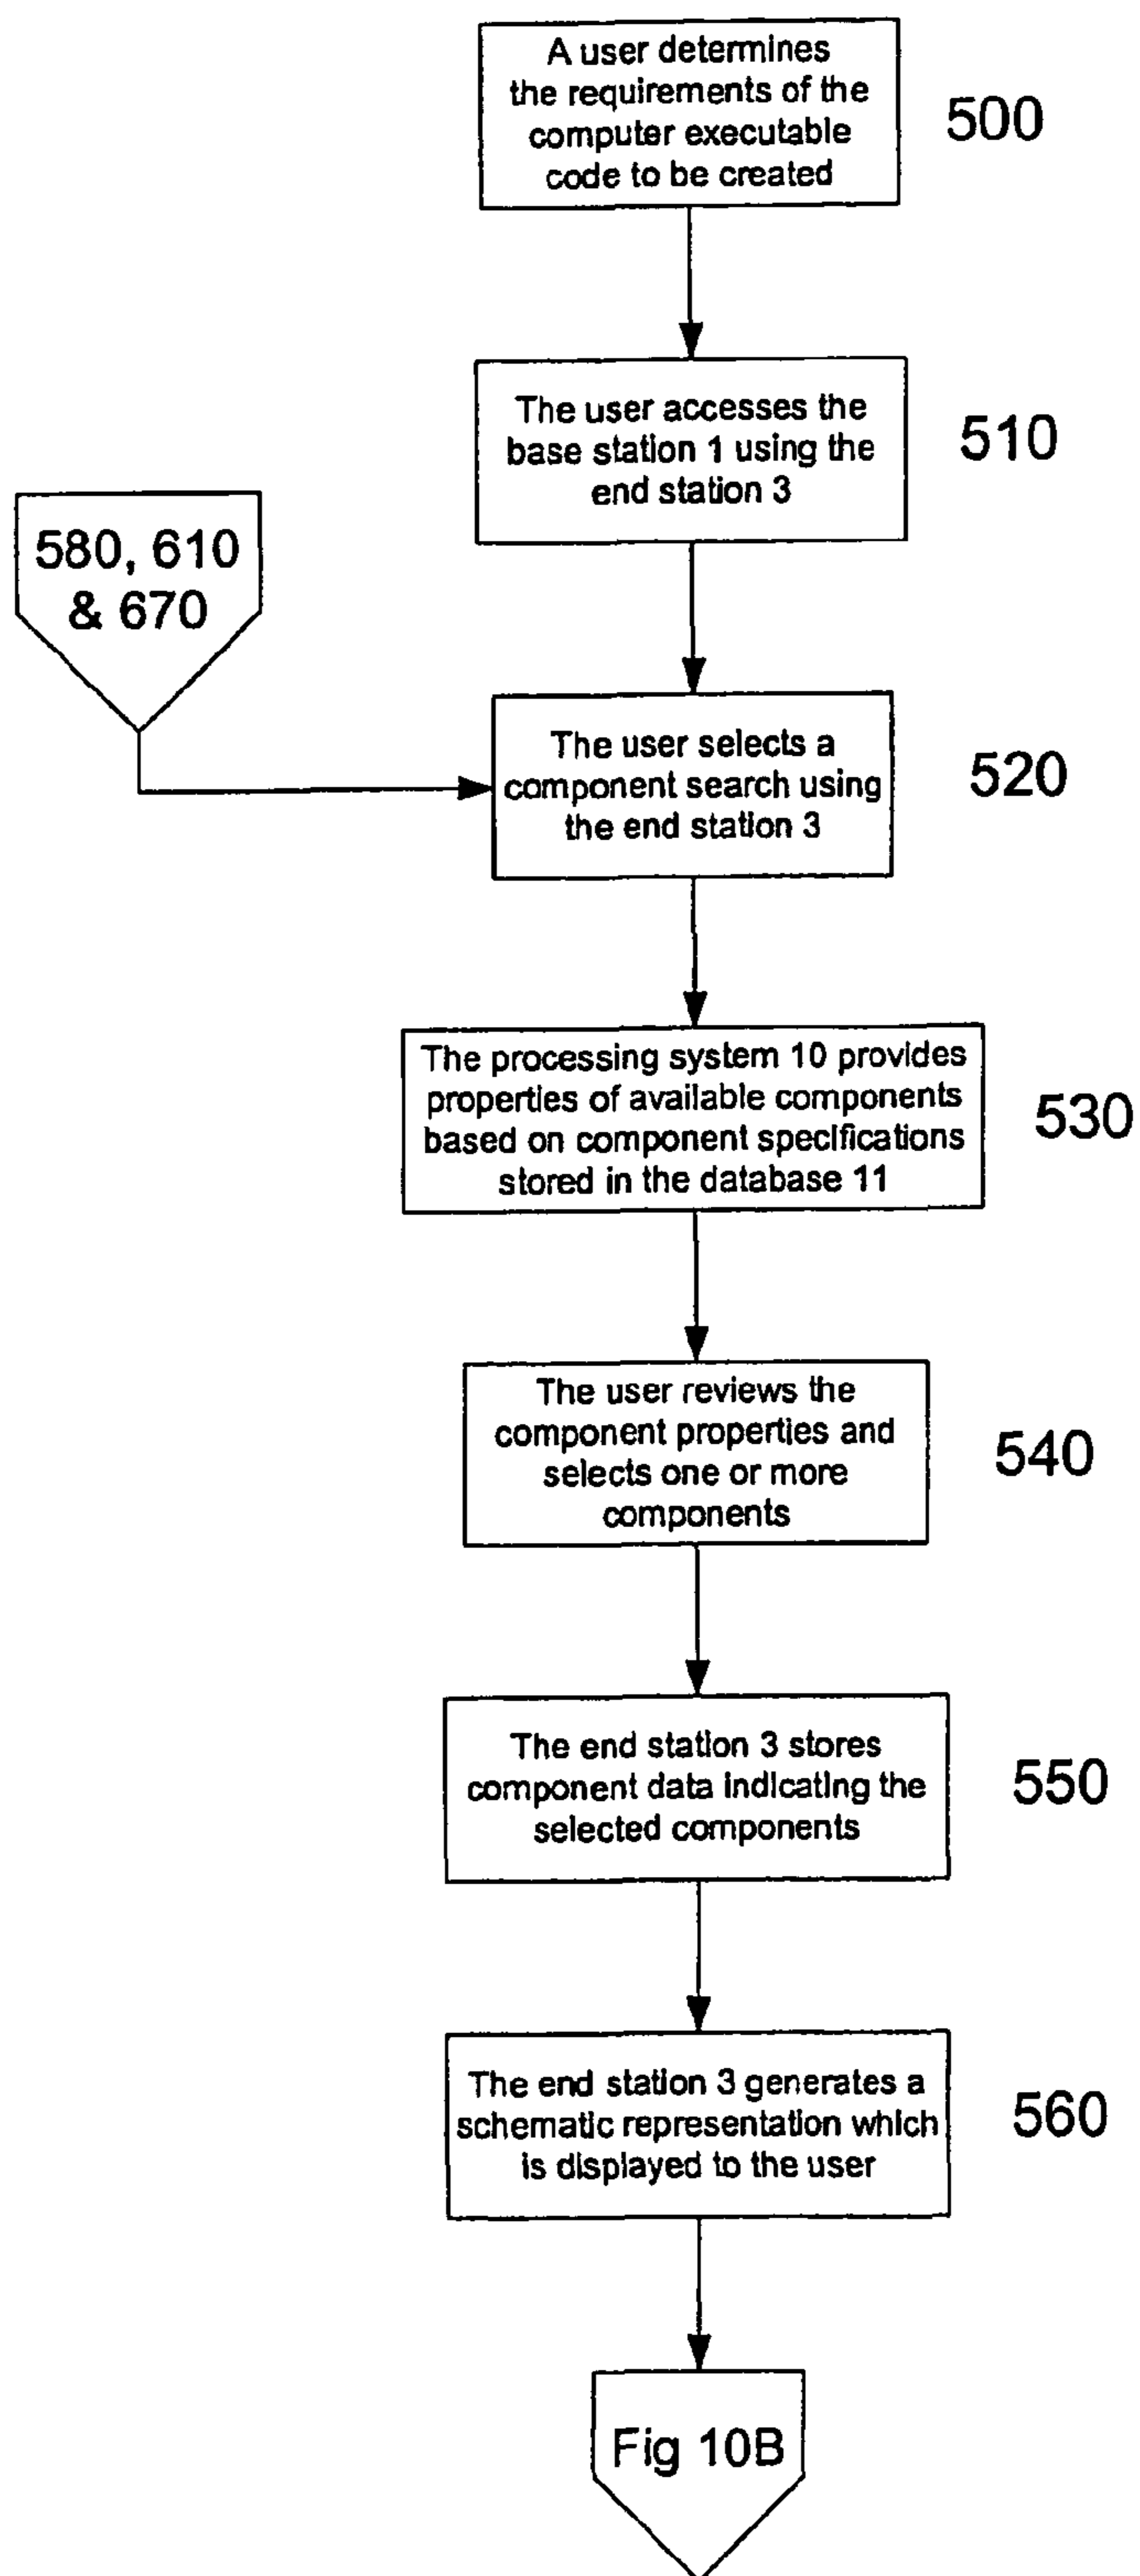 A user determines
the requirements of the
computer executable
code to be created
500
The user accesses the
base station 1 using the
end station 3
510
580, 610
& 670
The user selects a
component search using
the end station 3
520
The processing system 10 provides
properties of available components
based on component specifications
stored in the database 11
530
The user reviews the
component properties and
selects one or more
components
540
The end station 3 stores
component data indicating the
selected components
550
The end station 3 generates a
schematic representation which
is displayed to the user
560
Fig 10B